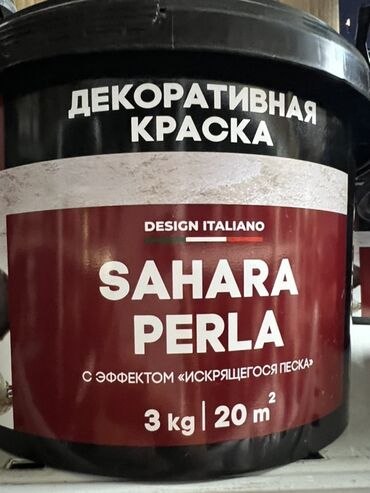 ДЕКОРАТИВНАЯ
КРАСКА
DESIGN ITALIANO
SAHARA
PERLA
С ЭФФЕКТОМ «ИСКРЯЩЕГОСЯ ПЕСКА»
3 kg | 20 m²